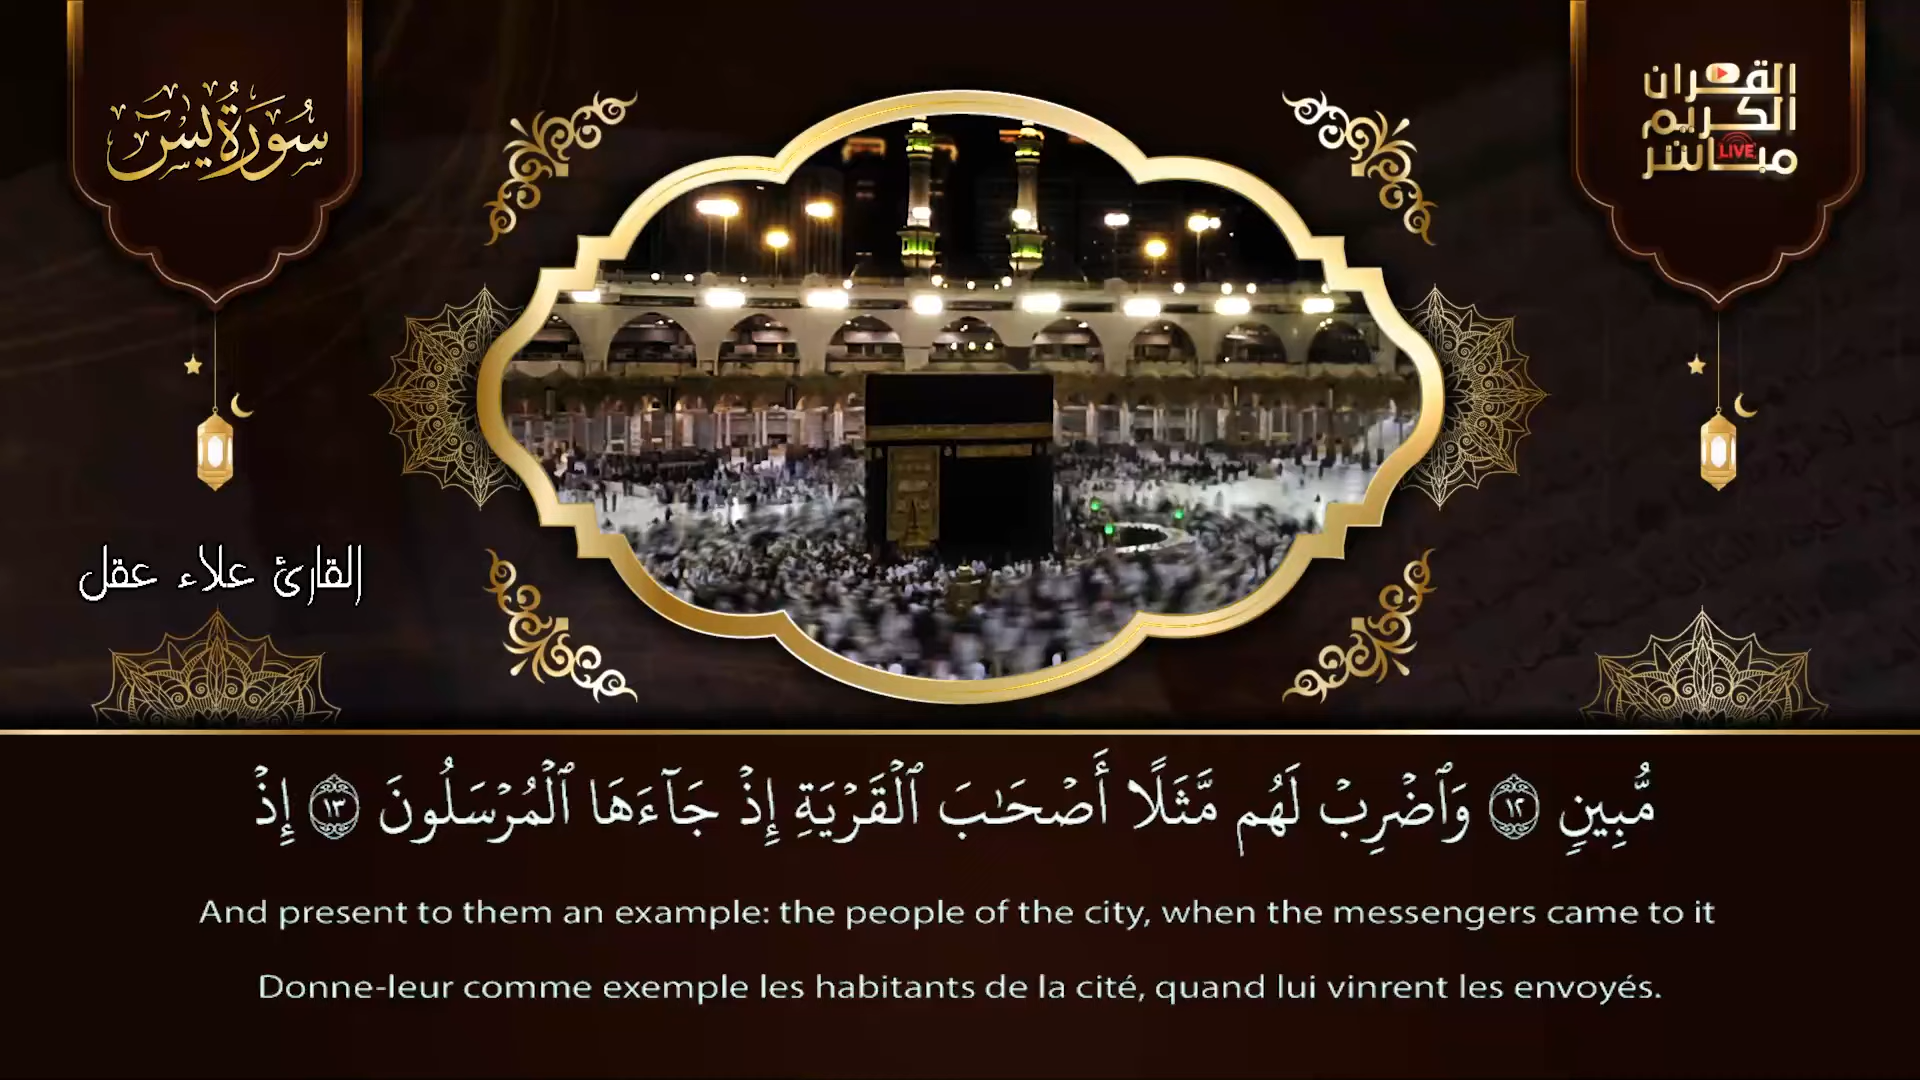 سُورَةُ يسٓ
القرآن
الكريم
مباشر
LIVE
القارئ علاء عقل
مُّبِينٖ ١٢ وَٱضۡرِبۡ لَهُم مَّثَلًا أَصۡحَٰبَ ٱلۡقَرۡيَةِ إِذۡ جَآءَهَا ٱلۡمُرۡسَلُونَ ١٣ إِذۡ
And present to them an example: the people of the city, when the messengers came to it
Donne-leur comme exemple les habitants de la cité, quand lui vinrent les envoyés.